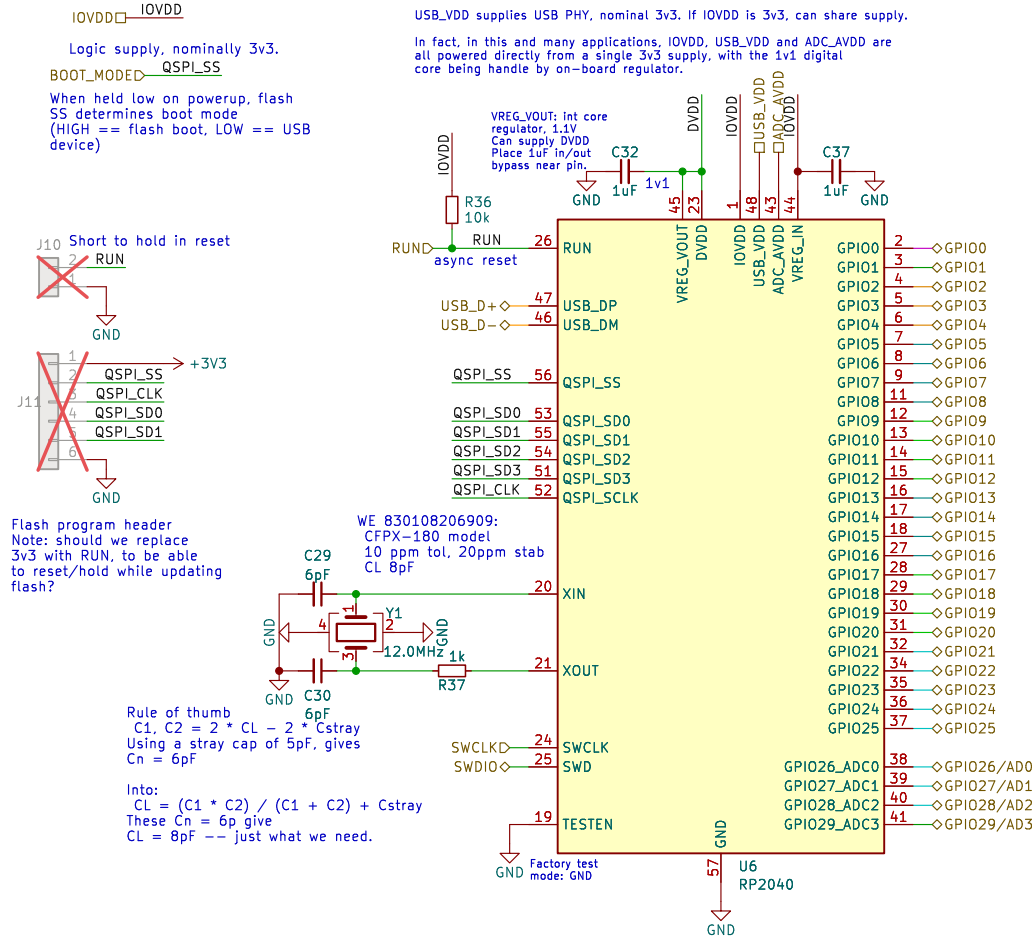 IOVDD
IOVDD
Logic supply, nominally 3v3.
BOOT_MODE
QSPI_SS
When held low on powerup, flash
SS determines boot mode
(HIGH == flash boot, LOW == USB
device)
USB_VDD supplies USB PHY, nominal 3v3. If IOVDD is 3v3, can share supply.
In fact, in this and many applications, IOVDD, USB_VDD and ADC_AVDD are
all powered directly from a single 3v3 supply, with the 1v1 digital
core being handle by on-board regulator.
VREG_VOUT: int core
regulator, 1.1V
Can supply DVDD
Place 1uF in/out
bypass near pin.
DVDD
IOVDD
USB_VDD
ADC_AVDD
IOVDD
C32
1uF
GND
1v1
C37
1uF
GND
IOVDD
R36
10k
RUN
RUN
async reset
J10
Short to hold in reset
2
RUN
1
GND
J11
1
+3V3
2
QSPI_SS
3
QSPI_CLK
4
QSPI_SD0
5
QSPI_SD1
6
GND
Flash program header
Note: should we replace
3v3 with RUN, to be able
to reset/hold while updating
flash?
USB_D+
USB_D-
QSPI_SS
QSPI_SD0
QSPI_SD1
QSPI_SD2
QSPI_SD3
QSPI_CLK
WE 830108206909:
CFPX-180 model
10 ppm tol, 20ppm stab
CL 8pF
C29
6pF
GND
4
1
Y1
2
GND
3
12.0MHz
1k
R37
GND
C30
6pF
Rule of thumb
C1, C2 = 2 * CL - 2 * Cstray
Using a stray cap of 5pF, gives
Cn = 6pF
Into:
CL = (C1 * C2) / (C1 + C2) + Cstray
These Cn = 6p give
CL = 8pF -- just what we need.
SWCLK
SWDIO
GND
Factory test
mode: GND
45 VREG_VOUT
23 DVDD
1 IOVDD
48 USB_VDD
43 ADC_AVDD
44 VREG_IN
26 RUN
47 USB_DP
46 USB_DM
56 QSPI_SS
53 QSPI_SD0
55 QSPI_SD1
54 QSPI_SD2
51 QSPI_SD3
52 QSPI_SCLK
20 XIN
21 XOUT
24 SWCLK
25 SWD
19 TESTEN
GPIO0 2 GPIO0
GPIO1 3 GPIO1
GPIO2 4 GPIO2
GPIO3 5 GPIO3
GPIO4 6 GPIO4
GPIO5 7 GPIO5
GPIO6 8 GPIO6
GPIO7 9 GPIO7
GPIO8 11 GPIO8
GPIO9 12 GPIO9
GPIO10 13 GPIO10
GPIO11 14 GPIO11
GPIO12 15 GPIO12
GPIO13 16 GPIO13
GPIO14 17 GPIO14
GPIO15 18 GPIO15
GPIO16 27 GPIO16
GPIO17 28 GPIO17
GPIO18 29 GPIO18
GPIO19 30 GPIO19
GPIO20 31 GPIO20
GPIO21 32 GPIO21
GPIO22 34 GPIO22
GPIO23 35 GPIO23
GPIO24 36 GPIO24
GPIO25 37 GPIO25
GPIO26_ADC0 38 GPIO26/AD0
GPIO27_ADC1 39 GPIO27/AD1
GPIO28_ADC2 40 GPIO28/AD2
GPIO29_ADC3 41 GPIO29/AD3
GND
57
U6
RP2040
GND